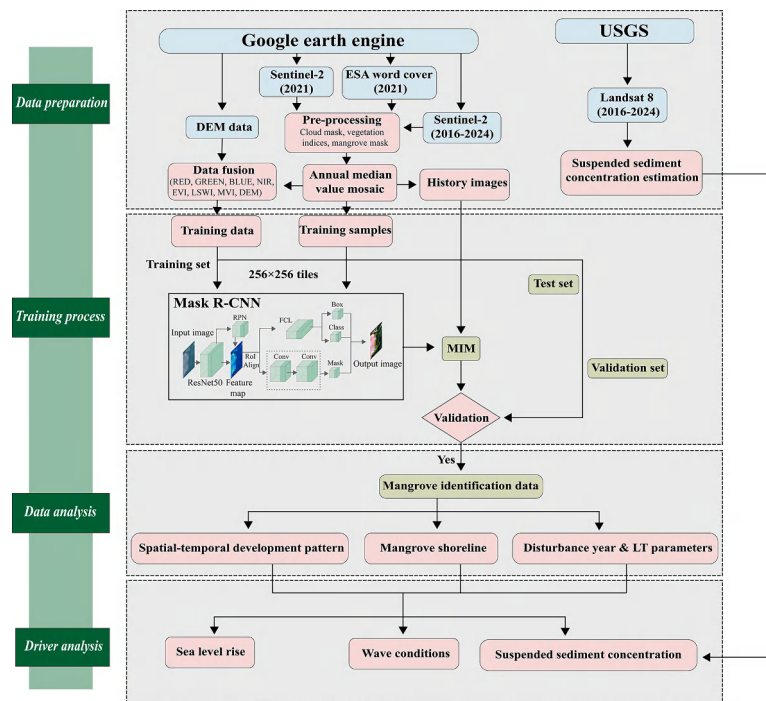 Data preparation
Google earth engine
USGS
Sentinel-2
(2021)
ESA word cover
(2021)
Landsat 8
(2016-2024)
DEM data
Pre-processing
Cloud mask, vegetation
indices, mangrove mask
Sentinel-2
(2016-2024)
Data fusion
(RED, GREEN, BLUE, NIR,
EVI, LSWI, MVI, DEM)
Annual median
value mosaic
History images
Suspended sediment
concentration estimation
Training process
Training data
Training samples
Training set
256×256 tiles
Test set
Mask R-CNN
Input image
RPN
FCL
Box
Class
RoI
Align
Conv
Conv
Mask
Output image
ResNet50
Feature
map
MIM
Validation set
Validation
Yes
Data analysis
Mangrove identification data
Spatial-temporal development pattern
Mangrove shoreline
Disturbance year & LT parameters
Driver analysis
Sea level rise
Wave conditions
Suspended sediment concentration